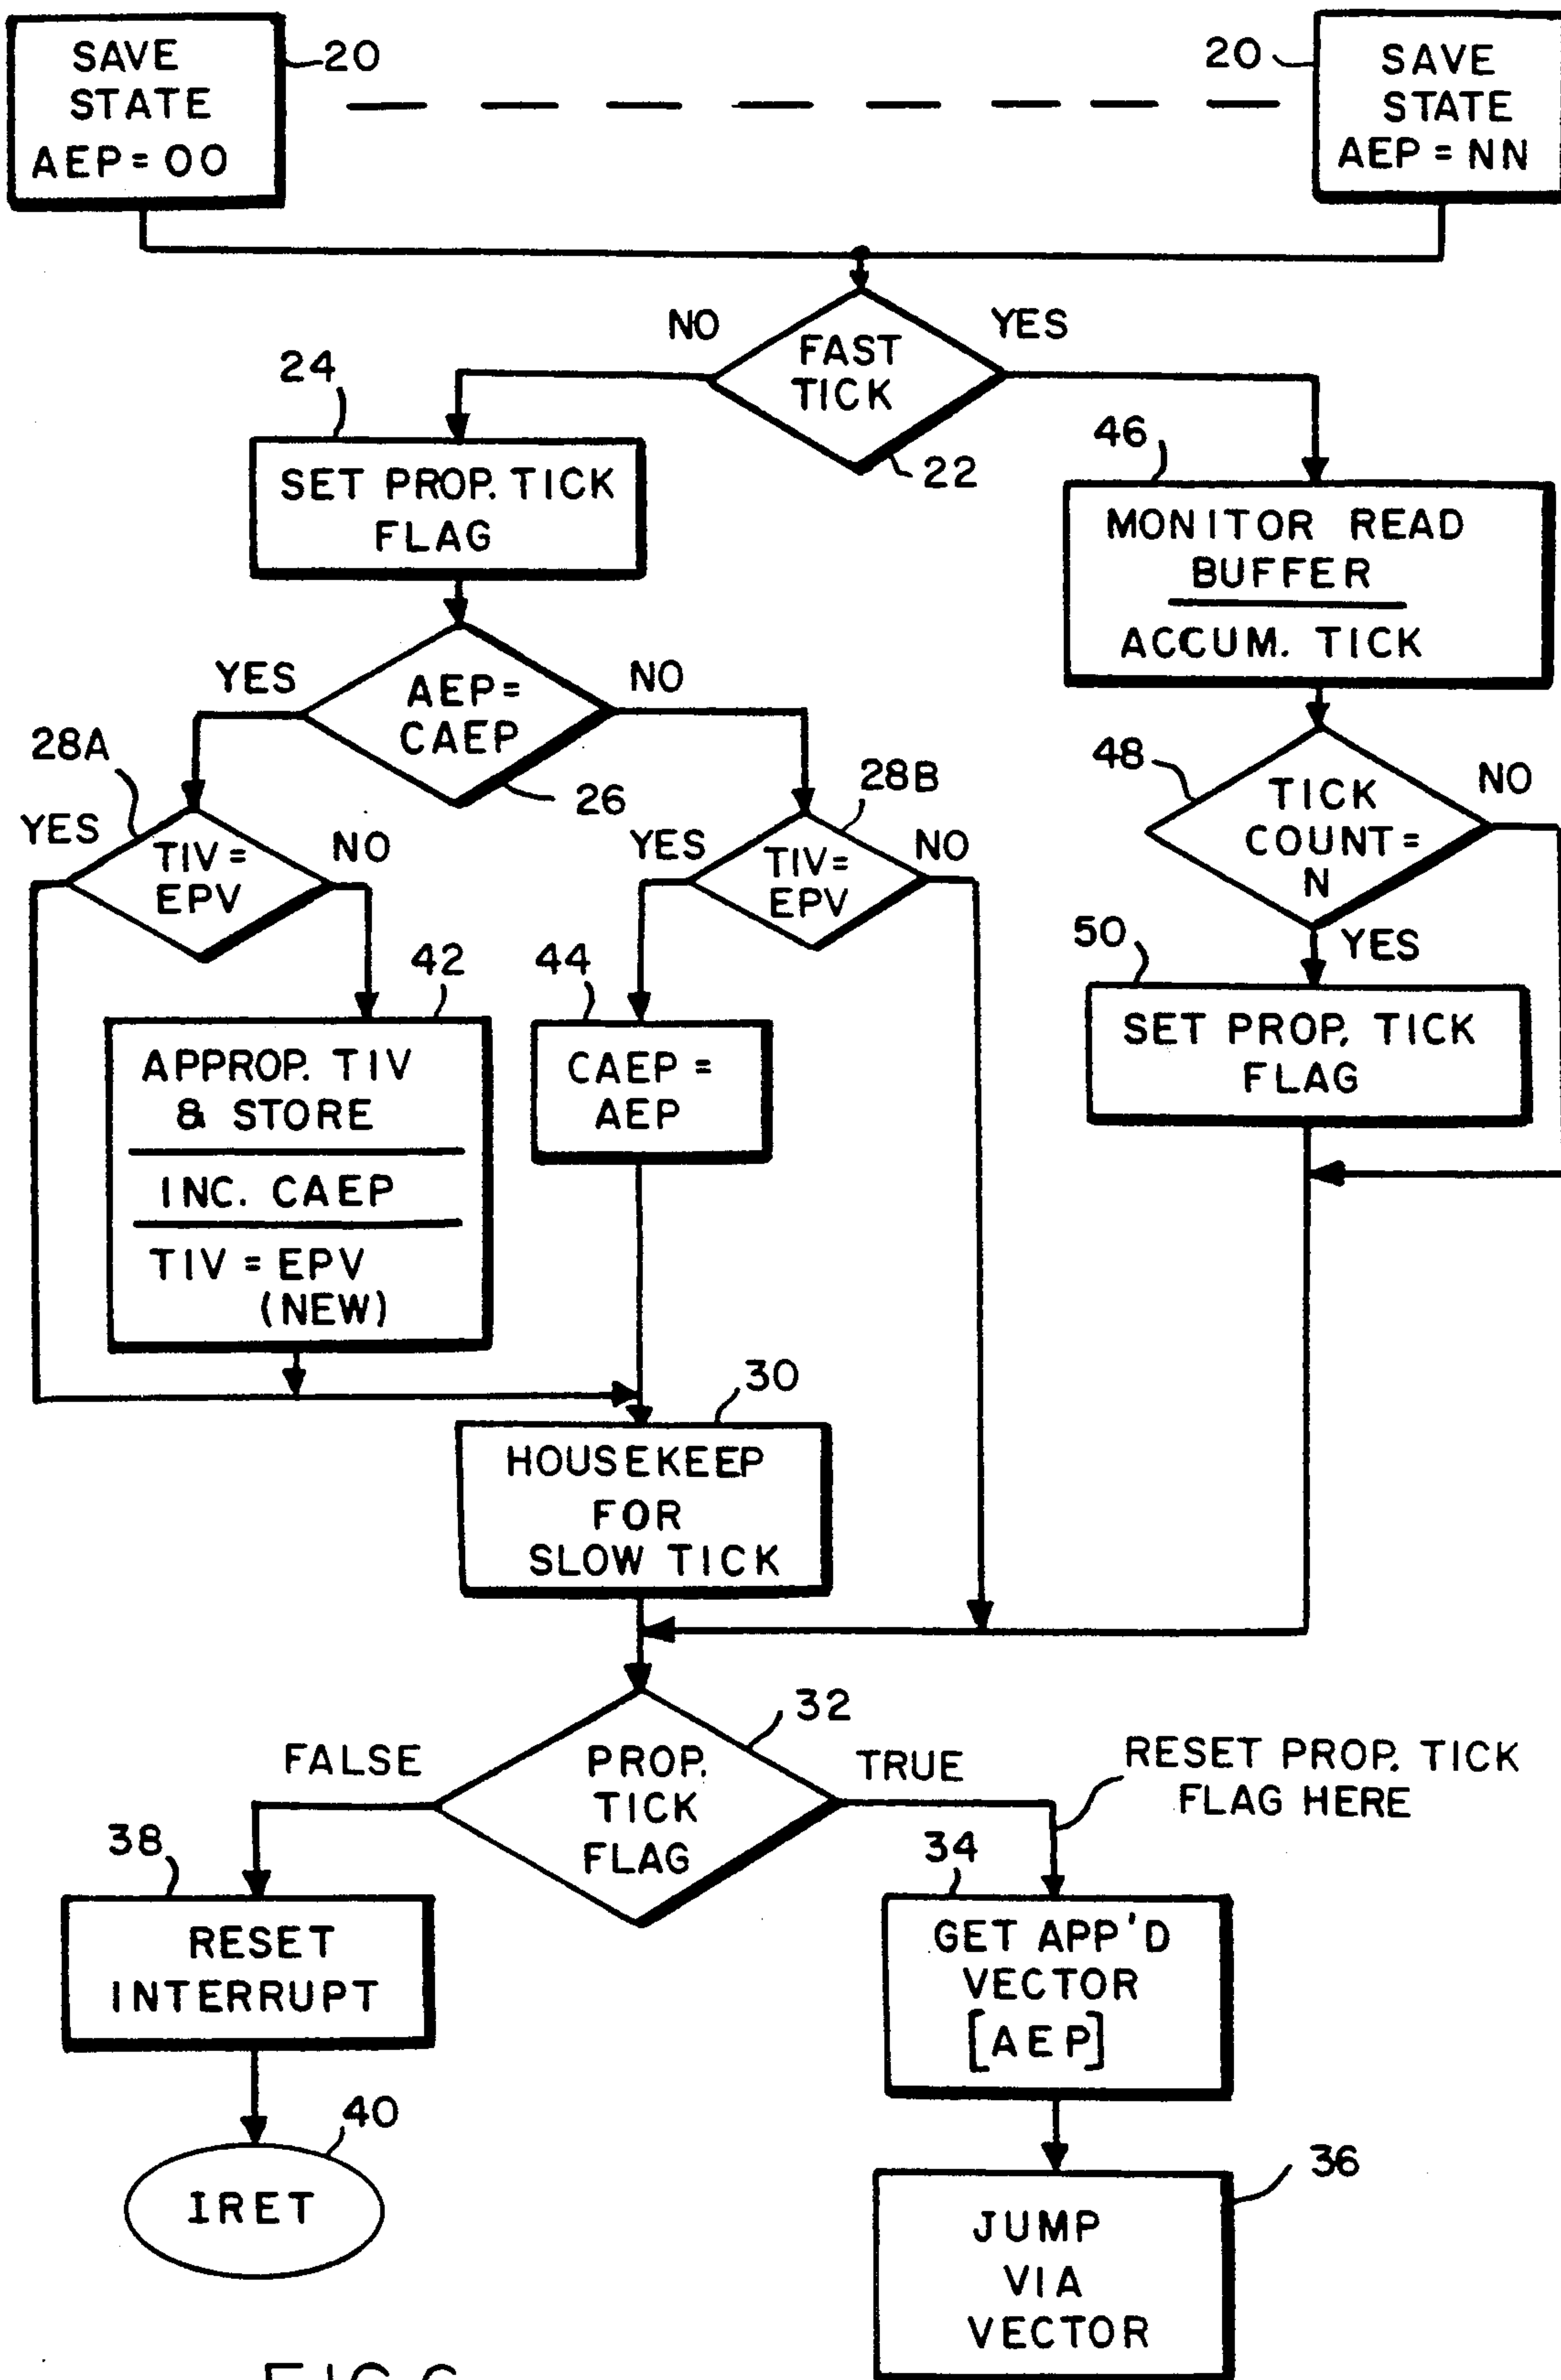 SAVE
STATE
AEP = 00
20
20
SAVE
STATE
AEP = NN
NO
YES
FAST
TICK
22
24
SET PROP. TICK
FLAG
46
MONITOR READ
BUFFER
ACCUM. TICK
YES
AEP =
CAEP
NO
26
28A
YES
TIV =
EPV
NO
28B
YES
TIV =
EPV
NO
48
TICK
COUNT =
N
NO
YES
50
SET PROP. TICK
FLAG
42
APPROP. TIV
& STORE
INC. CAEP
TIV = EPV
(NEW)
44
CAEP =
AEP
30
HOUSEKEEP
FOR
SLOW TICK
32
FALSE
PROP.
TICK
FLAG
TRUE
RESET PROP. TICK
FLAG HERE
38
RESET
INTERRUPT
34
GET APP'D
VECTOR
[AEP]
40
IRET
36
JUMP
VIA
VECTOR